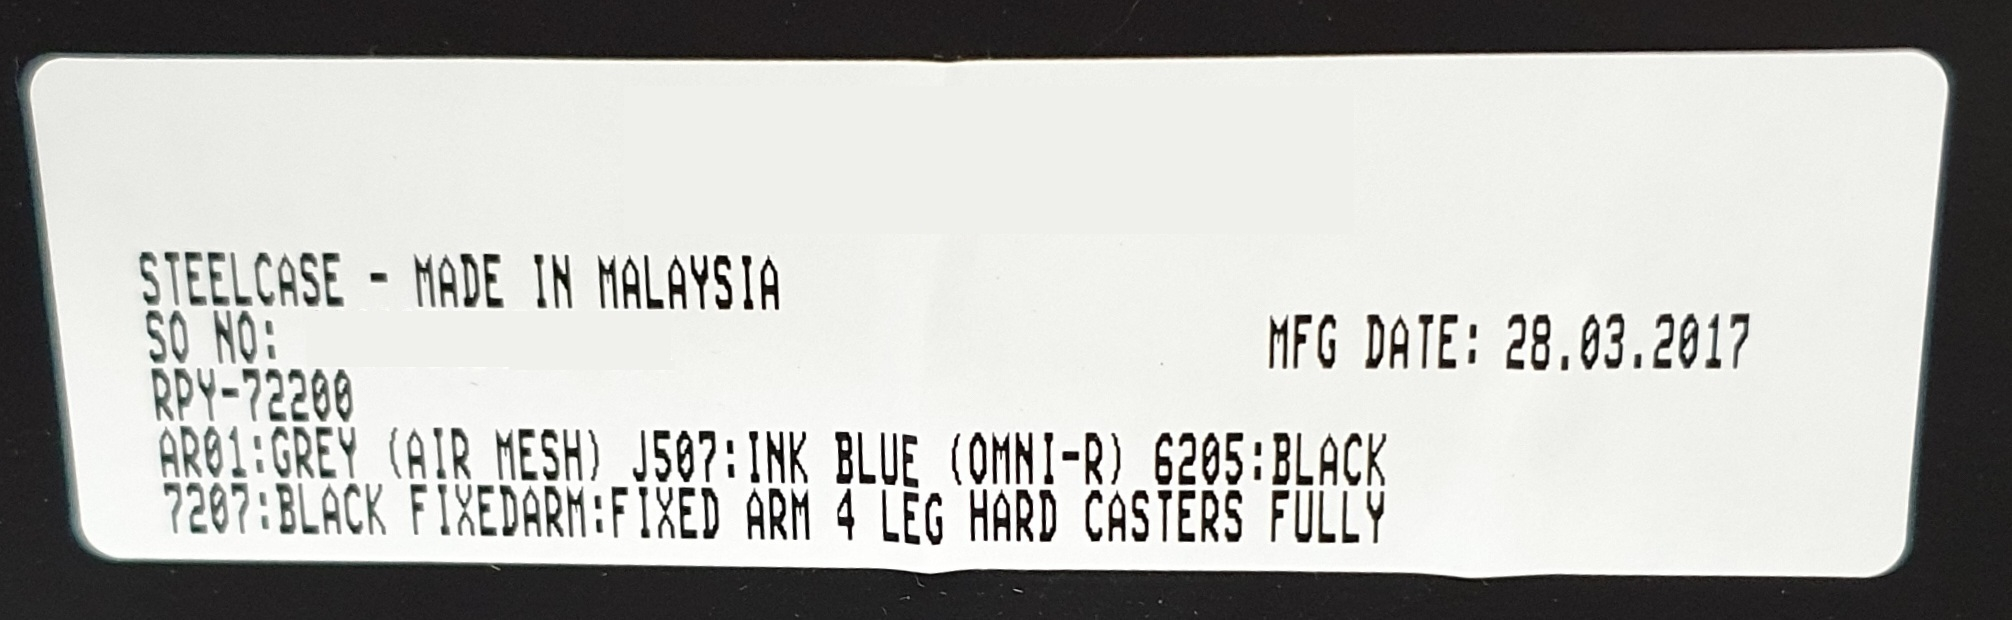 STEELCASE - MADE IN MALAYSIA
SO NO:
MFG DATE: 28.03.2017
RPY-72200
AR01:GREY (AIR MESH) J507:INK BLUE (OMNI-R) 6205:BLACK
7207:BLACK FIXEDARM:FIXED ARM 4 LEG HARD CASTERS FULLY